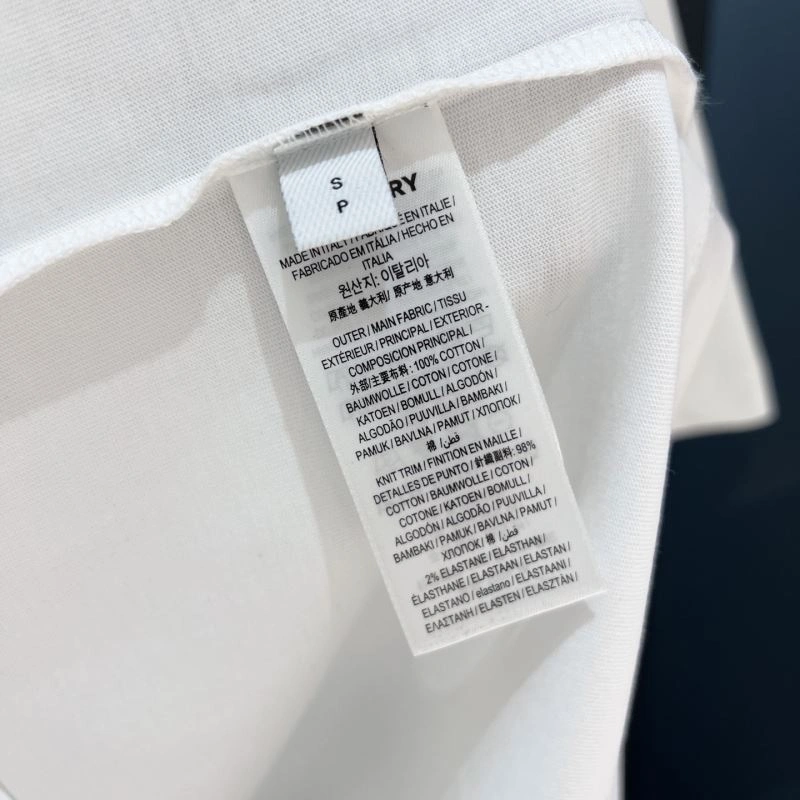 S
P
RY
MADE IN ITALY / FABRIQUÉ EN ITALIE /
FABRICADO EM ITÁLIA / HECHO EN
ITALIA
원산지: 이탈리아
原產地 義大利 / 原产地 意大利
OUTER / MAIN FABRIC / TISSU
EXTÉRIEUR / PRINCIPAL / EXTERIOR -
COMPOSICION PRINCIPAL /
外部/主要布料: 100% COTTON /
BAUMWOLLE / COTON / COTONE /
KATOEN / BOMULL / ALGODÓN /
ALGODÃO / PUUVILLA / BAMBAKI /
PAMUK / BAVLNA / PAMUT / ХЛОПОК /
棉 / قطن /
KNIT TRIM / FINITION EN MAILLE /
DETALLES DE PUNTO / 針織副料: 98%
COTTON / BAUMWOLLE / COTON /
COTONE / KATOEN / BOMULL /
ALGODÓN / ALGODÃO / PUUVILLA /
BAMBAKI / PAMUK / BAVLNA / PAMUT /
ХЛОПОК / 棉 / قطن /
2% ELASTANE / ELASTHAN /
ÉLASTHANE / ELASTAAN / ELASTAN /
ELASTANO / elastano / ELASTAANI /
ΕΛΑΣΤΑΝΗ / ELASTEN / ELASZTÁN /